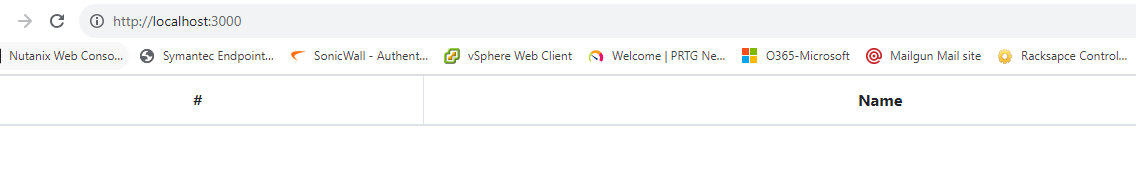 http://localhost:3000
Nutanix Web Conso... Symantec Endpoint... SonicWall - Authent... vSphere Web Client Welcome | PRTG Ne... O365-Microsoft Mailgun Mail site Racksapce Control...
# Name